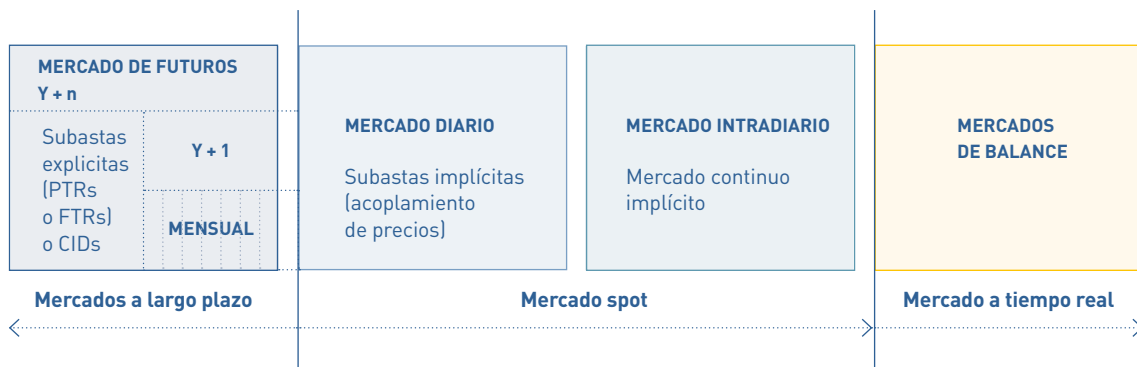 MERCADO DE FUTUROS
Y + n
Subastas
explicitas
(PTRs
o FTRs)
o CIDs
Y + 1
MENSUAL
MERCADO DIARIO
Subastas implícitas
(acoplamiento
de precios)
MERCADO INTRADIARIO
Mercado continuo
implícito
MERCADOS
DE BALANCE
Mercados a largo plazo
Mercado spot
Mercado a tiempo real